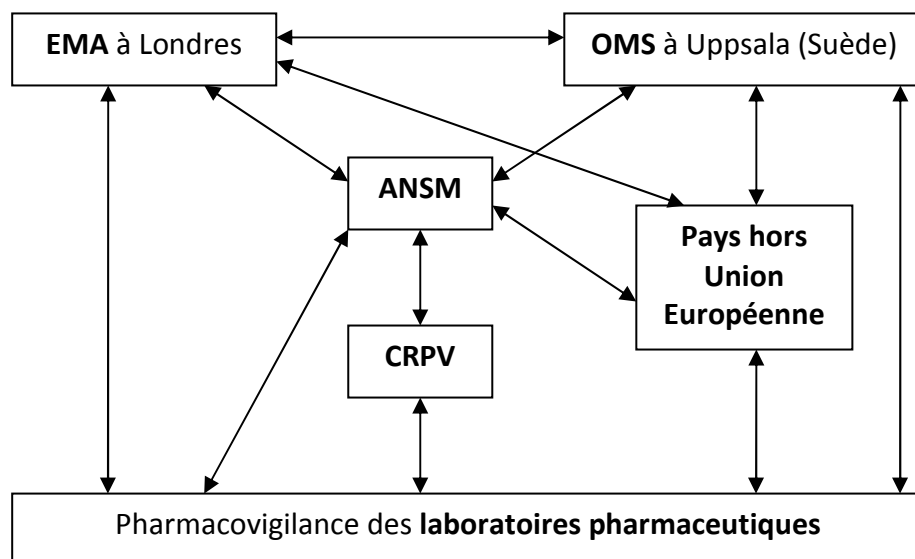 EMA à Londres
OMS à Uppsala (Suède)
ANSM
Pays hors
Union
Européenne
CRPV
Pharmacovigilance des laboratoires pharmaceutiques